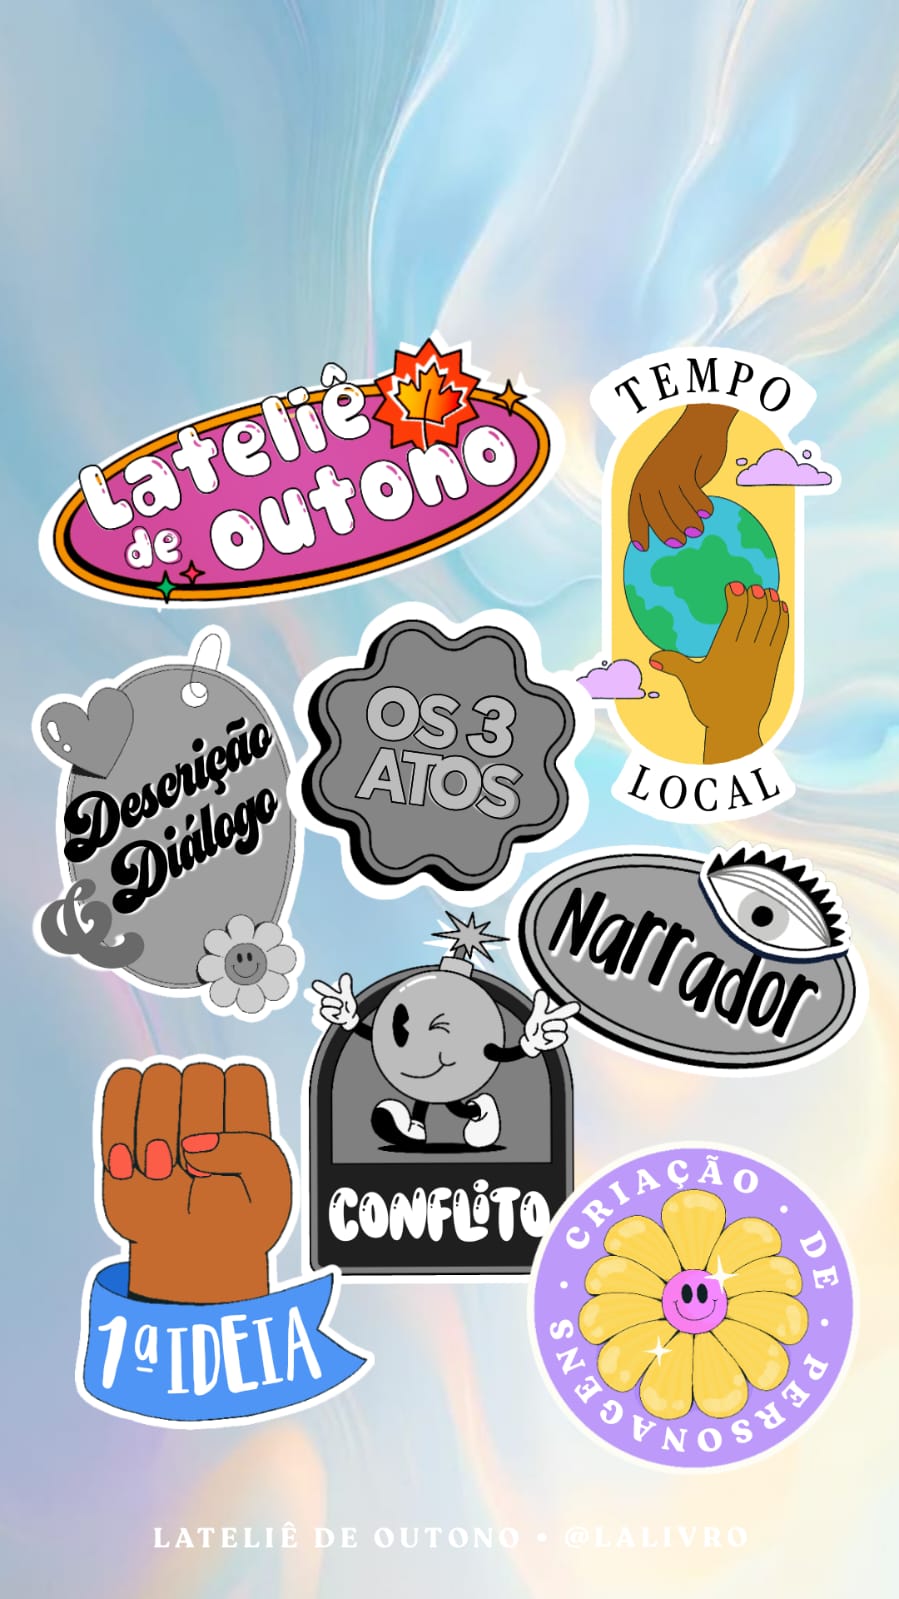 Lateliê
de outono
TEMPO
LOCAL
Descrição
& Diálogo
OS 3
ATOS
Narrador
CONFLITO
1ª IDEIA
CRIAÇÃO · DE · PERSONAGENS ·
LATELIÊ DE OUTONO • @LALIVRO